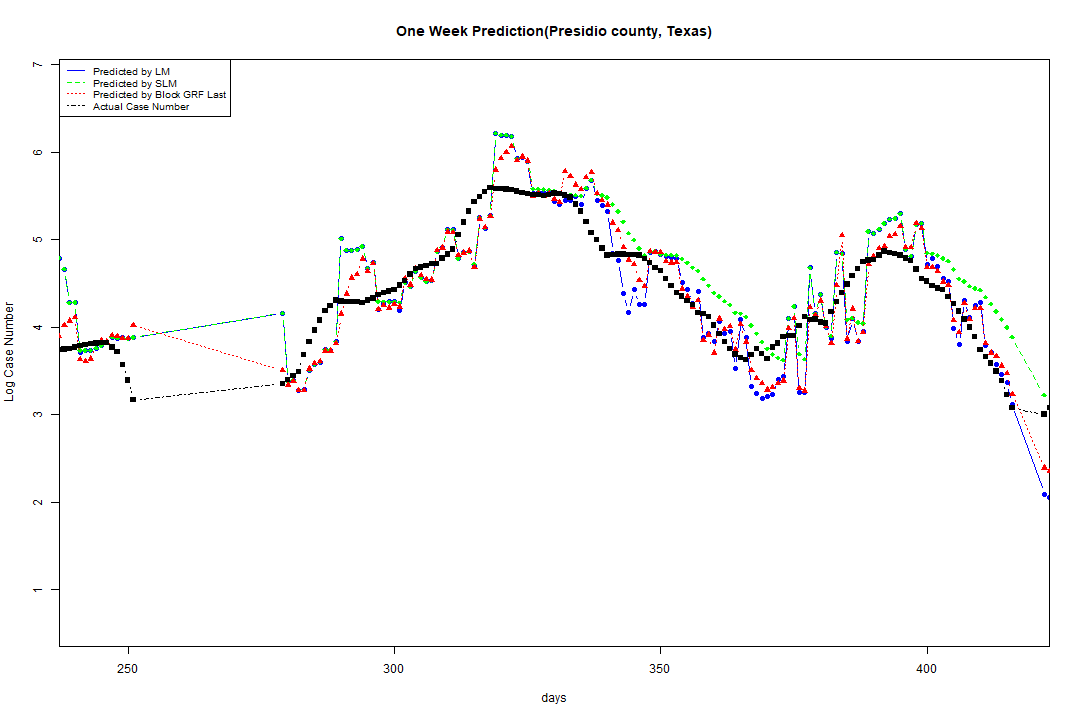 One Week Prediction(Presidio county, Texas)
Predicted by LM
Predicted by SLM
Predicted by Block GRF Last
Actual Case Number
Log Case Number
7
6
5
4
3
2
1
250 300 350 400
days